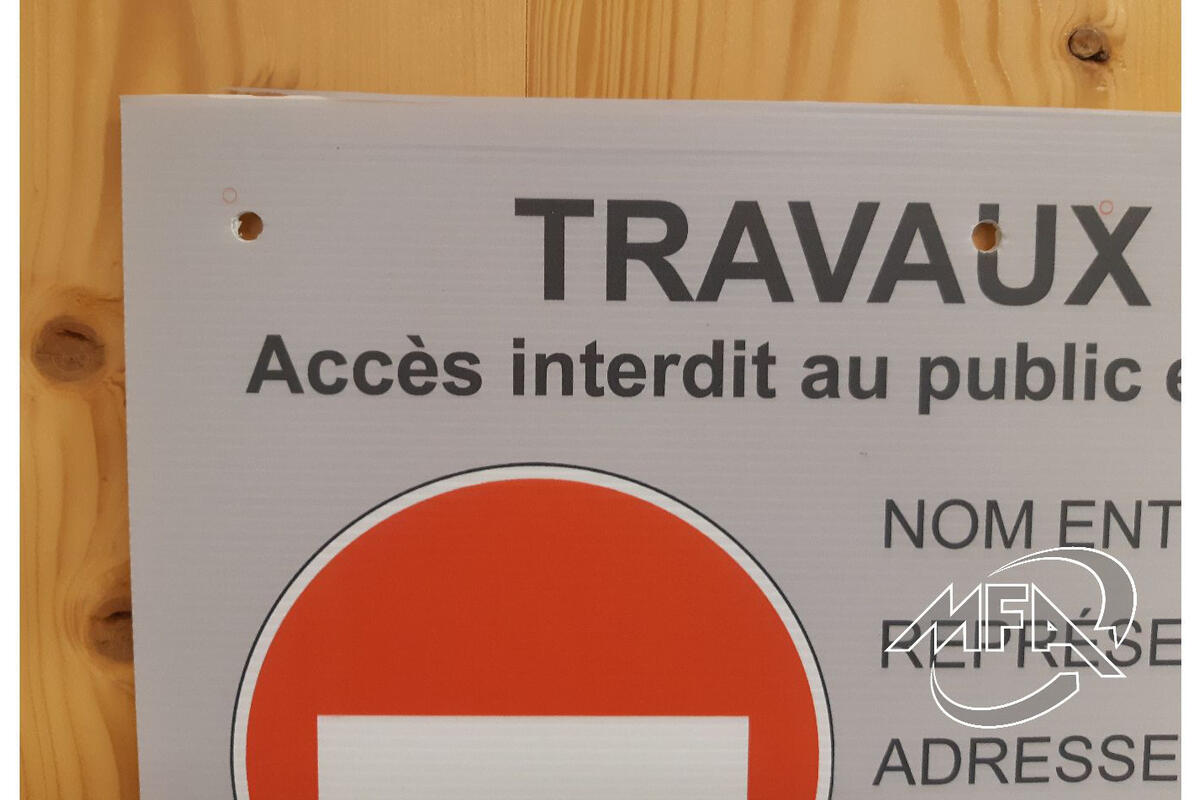 TRAVAUX
Accès interdit au public
NOM ENT
REPRÉSE
ADRESSE
MFA